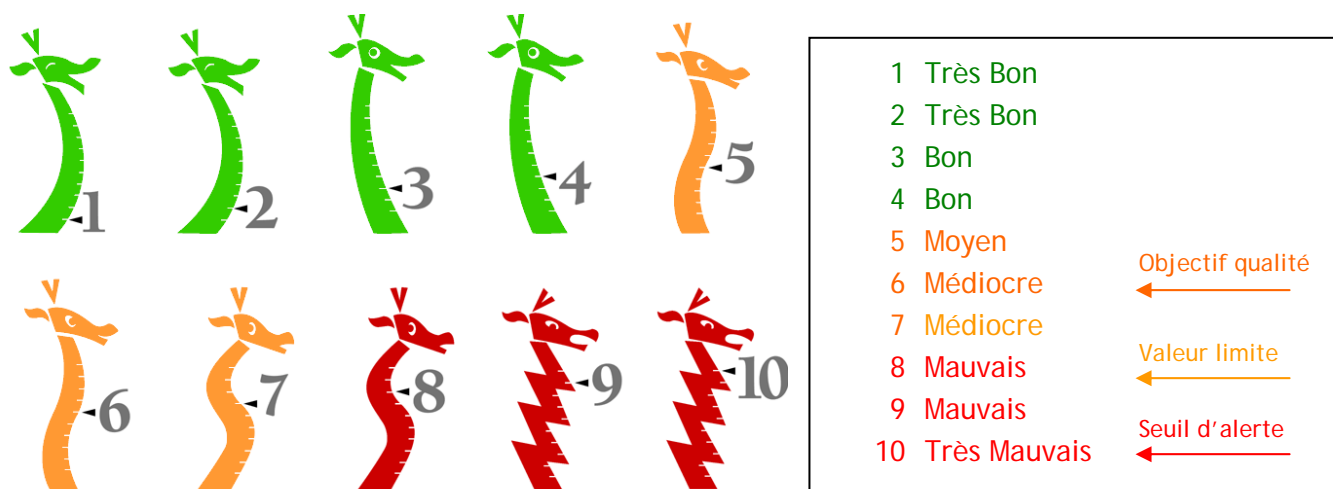 1
2
3
4
5
6
7
8
9
10
1 Très Bon
2 Très Bon
3 Bon
4 Bon
5 Moyen
6 Médiocre
7 Médiocre
8 Mauvais
9 Mauvais
10 Très Mauvais
Objectif qualité
Valeur limite
Seuil d'alerte